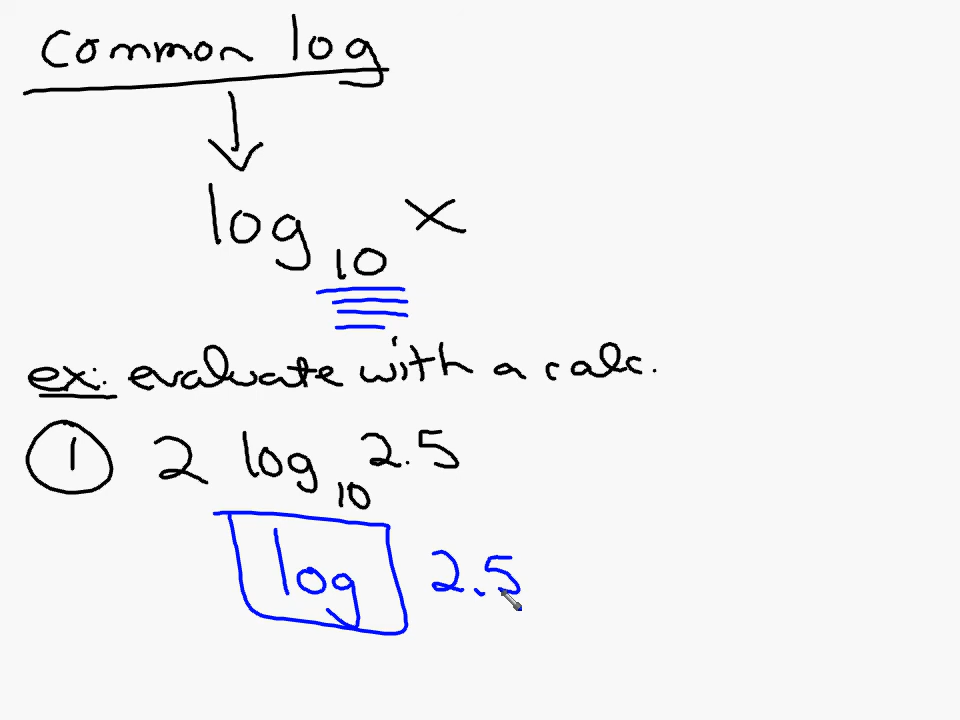 common log
log₁₀ x
ex: evaluate with a calc.
① 2 log₁₀ 2.5
log 2.5